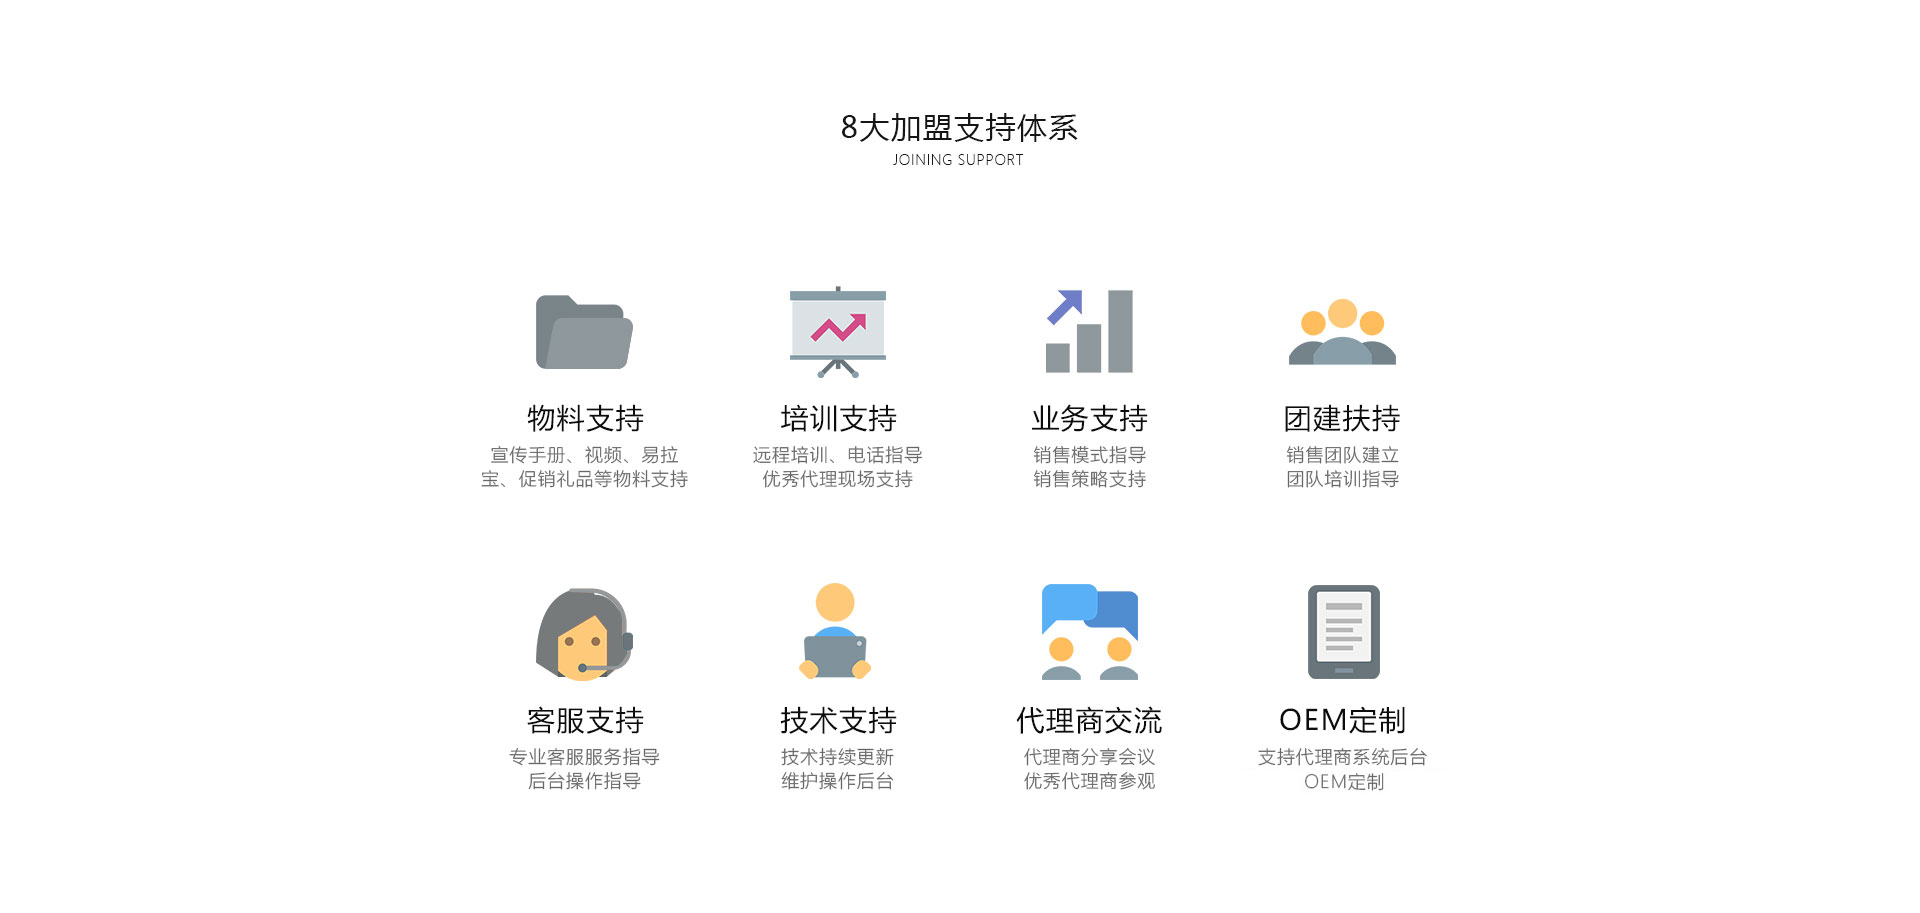 8大加盟支持体系
JOINING SUPPORT
物料支持
宣传手册、视频、易拉
宝、促销礼品等物料支持
培训支持
远程培训、电话指导
优秀代理现场支持
业务支持
销售模式指导
销售策略支持
团建扶持
销售团队建立
团队培训指导
客服支持
专业客服服务指导
后台操作指导
技术支持
技术持续更新
维护操作后台
代理商交流
代理商分享会议
优秀代理商参观
OEM定制
支持代理商系统后台
OEM定制